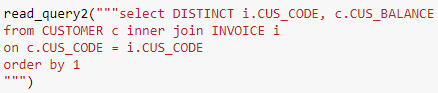 read_query2("""select DISTINCT i.CUS_CODE, c.CUS_BALANCE
from CUSTOMER c inner join INVOICE i
on c.CUS_CODE = i.CUS_CODE
order by 1
""")